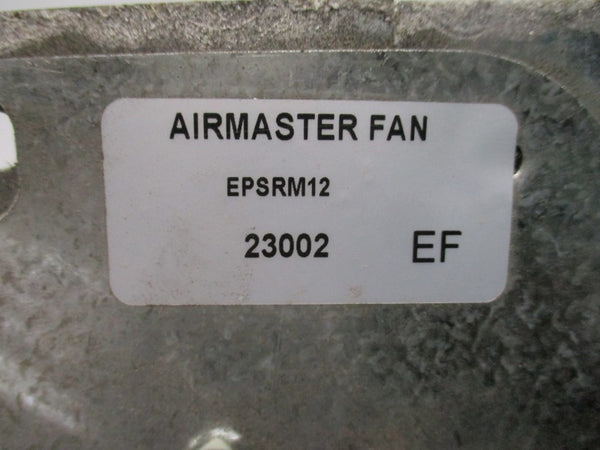 AIRMASTER FAN
EPSRM12
23002 EF